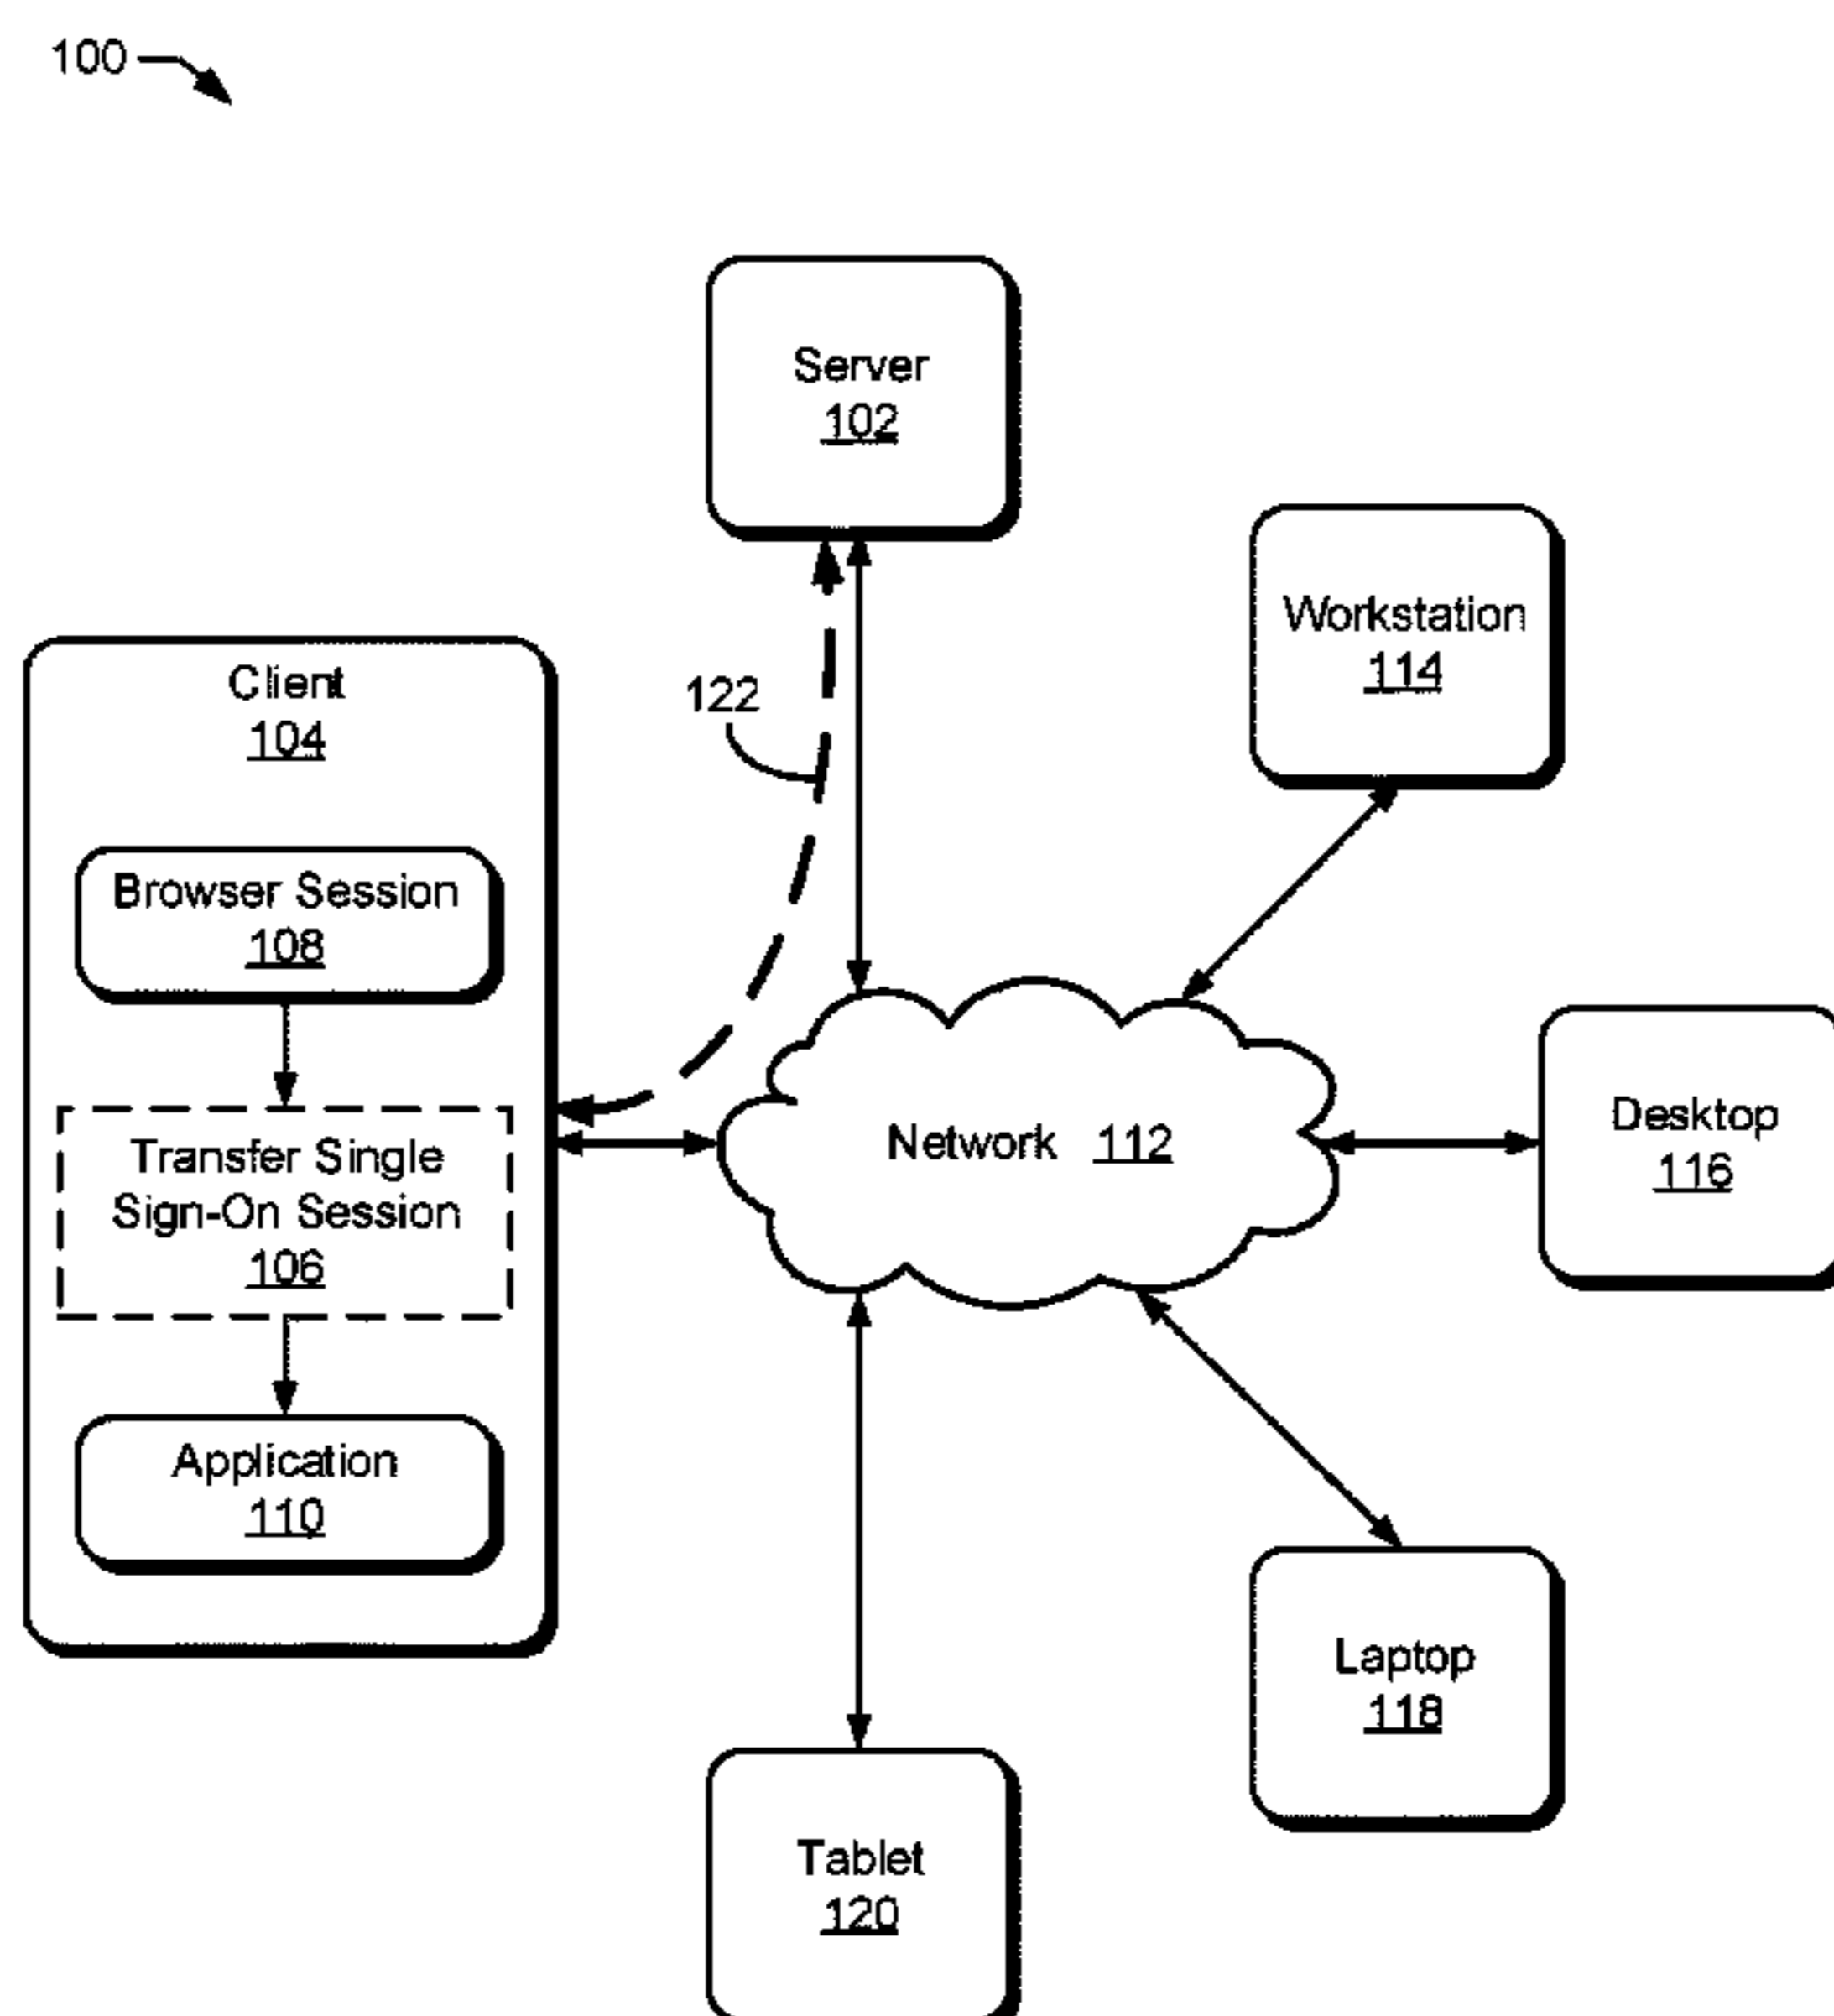 100
Server
102
Workstation
114
Client
104
122
Browser Session
108
Network 112
Desktop
116
Transfer Single
Sign-On Session
106
Application
110
Laptop
118
Tablet
120